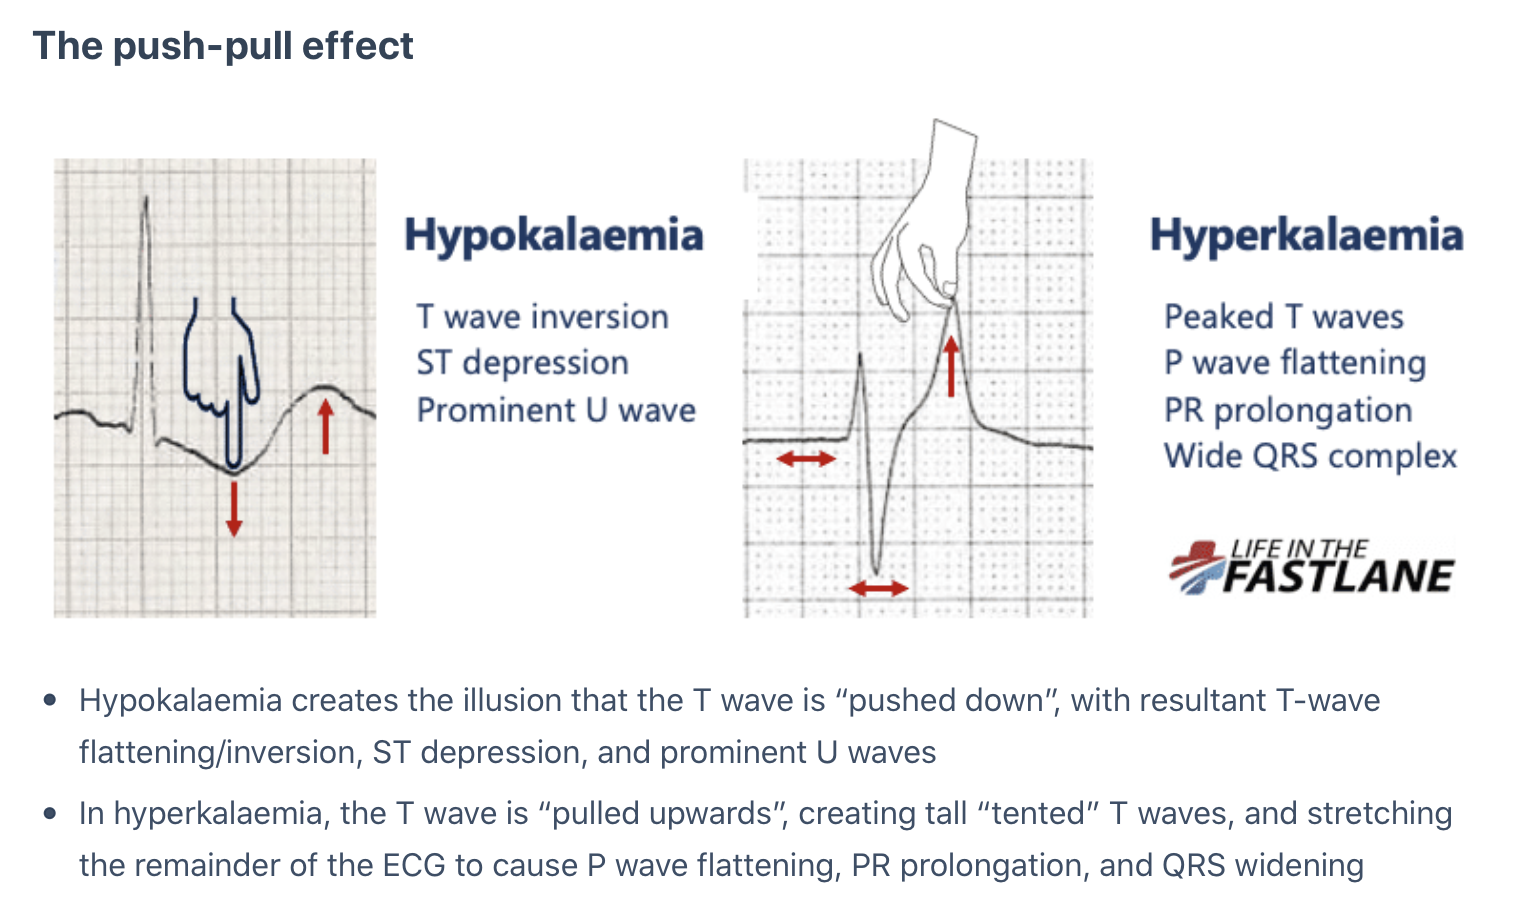 The push-pull effect
Hypokalaemia
T wave inversion
ST depression
Prominent U wave
Hyperkalaemia
Peaked T waves
P wave flattening
PR prolongation
Wide QRS complex
LIFE IN THE
FASTLANE
• Hypokalaemia creates the illusion that the T wave is “pushed down”, with resultant T-wave
flattening/inversion, ST depression, and prominent U waves
• In hyperkalaemia, the T wave is “pulled upwards”, creating tall “tented” T waves, and stretching
the remainder of the ECG to cause P wave flattening, PR prolongation, and QRS widening